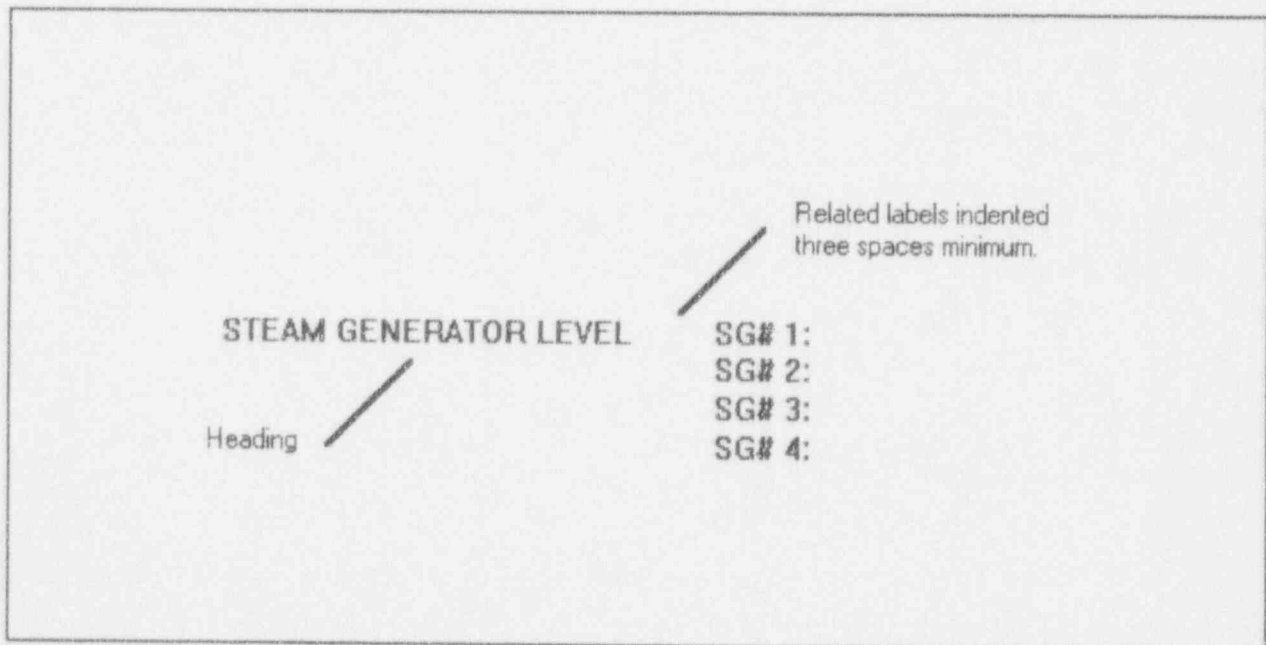 Related labels indented
three spaces minimum.
STEAM GENERATOR LEVEL SG# 1:
SG# 2:
SG# 3:
Heading
SG# 4: